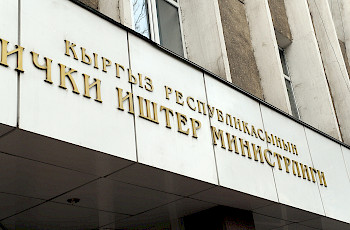 КЫРГЫЗ РЕСПУБЛИКАСЫНЫН
ИЧКИ ИШТЕР МИНИСТРЛИГИ